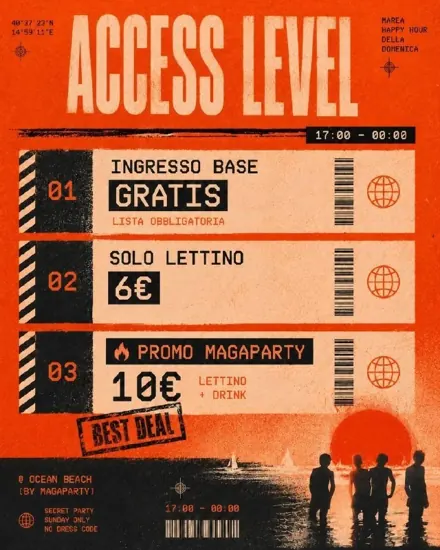 40°37'23"N
14°59'11"E
ACCESS LEVEL
MAREA
HAPPY HOUR
DELLA
DOMENICA
17:00 – 00:00
01
INGRESSO BASE
GRATIS
LISTA OBBLIGATORIA
02
SOLO LETTINO
6€
03
PROMO MAGAPARTY
10€
LETTINO
+ DRINK
BEST DEAL
@ OCEAN BEACH
(BY MAGAPARTY)
SECRET PARTY
SUNDAY ONLY
NO DRESS CODE
17:00 – 00:00